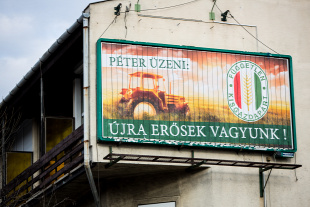 PÉTER ÜZENI:
FÜGGETLEN
KISGAZDAPÁRT
ÚJRA ERŐSEK VAGYUNK !